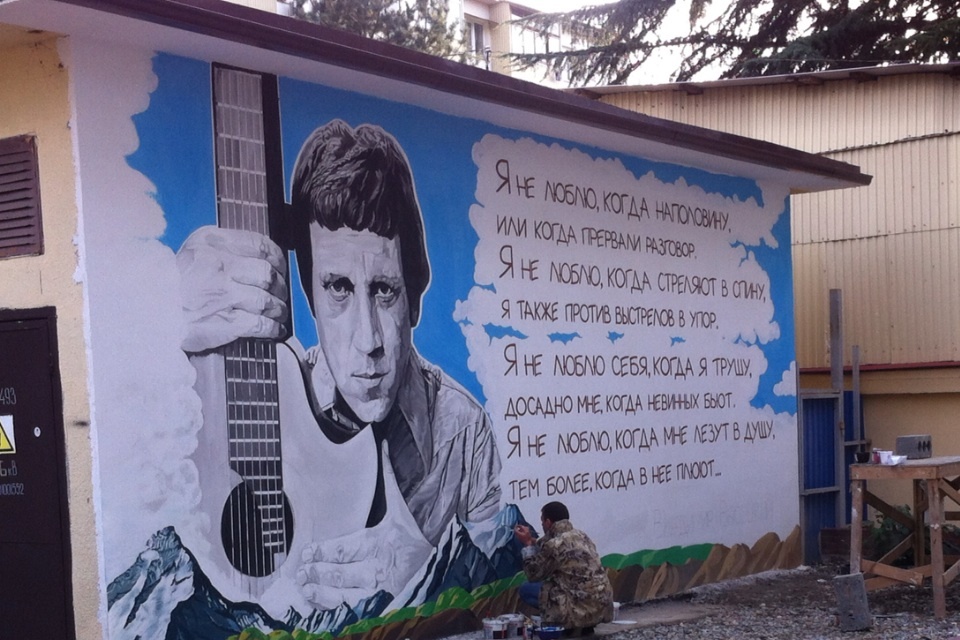 Я не люблю, когда наполовину,
или когда прервали разговор.
Я не люблю, когда стреляют в спину,
я также против выстрелов в упор.
Я не люблю себя, когда я трушу,
досадно мне, когда невинных бьют.
Я не люблю, когда мне лезут в душу,
тем более, когда в нее плюют...
493